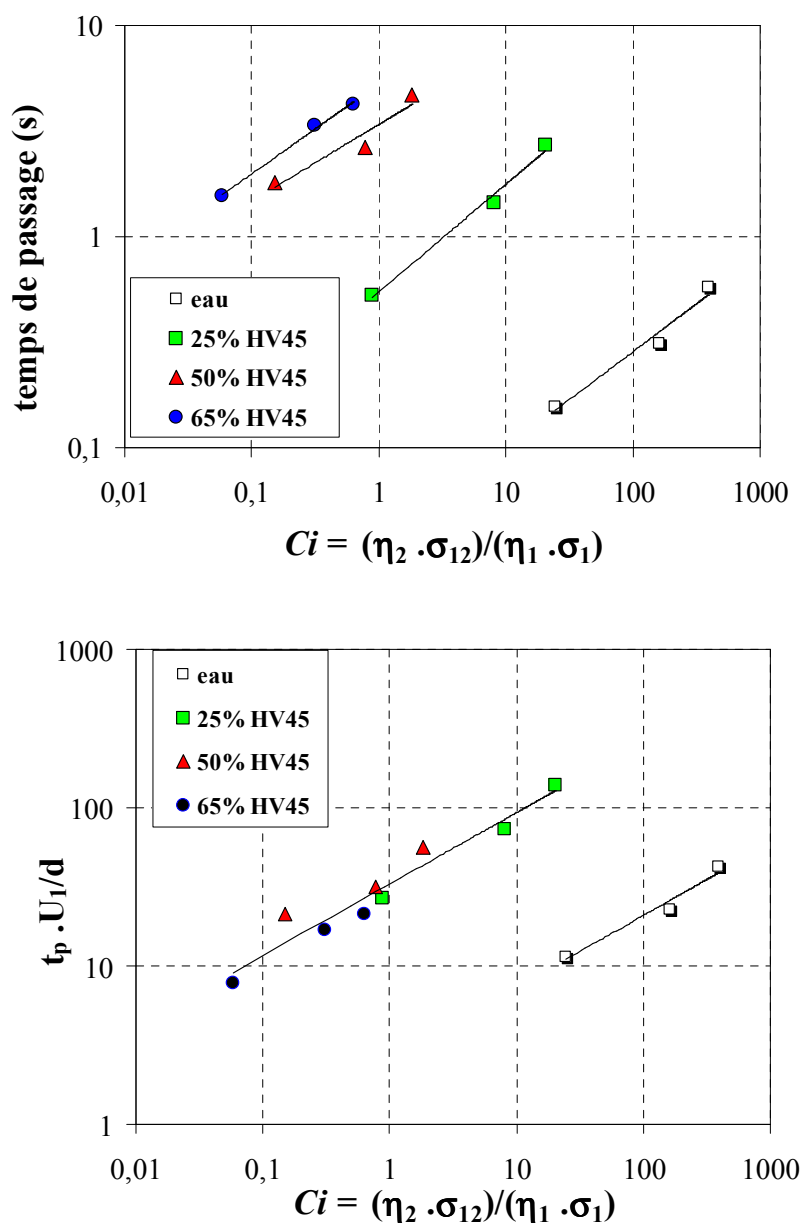 10
1
0,1
temps de passage (s)
eau
25% HV45
50% HV45
65% HV45
0,01 0,1 1 10 100 1000
Ci = (η2 .σ12)/(η1 .σ1)
1000
100
10
1
tp .U1/d
eau
25% HV45
50% HV45
65% HV45
0,01 0,1 1 10 100 1000
Ci = (η2 .σ12)/(η1 .σ1)